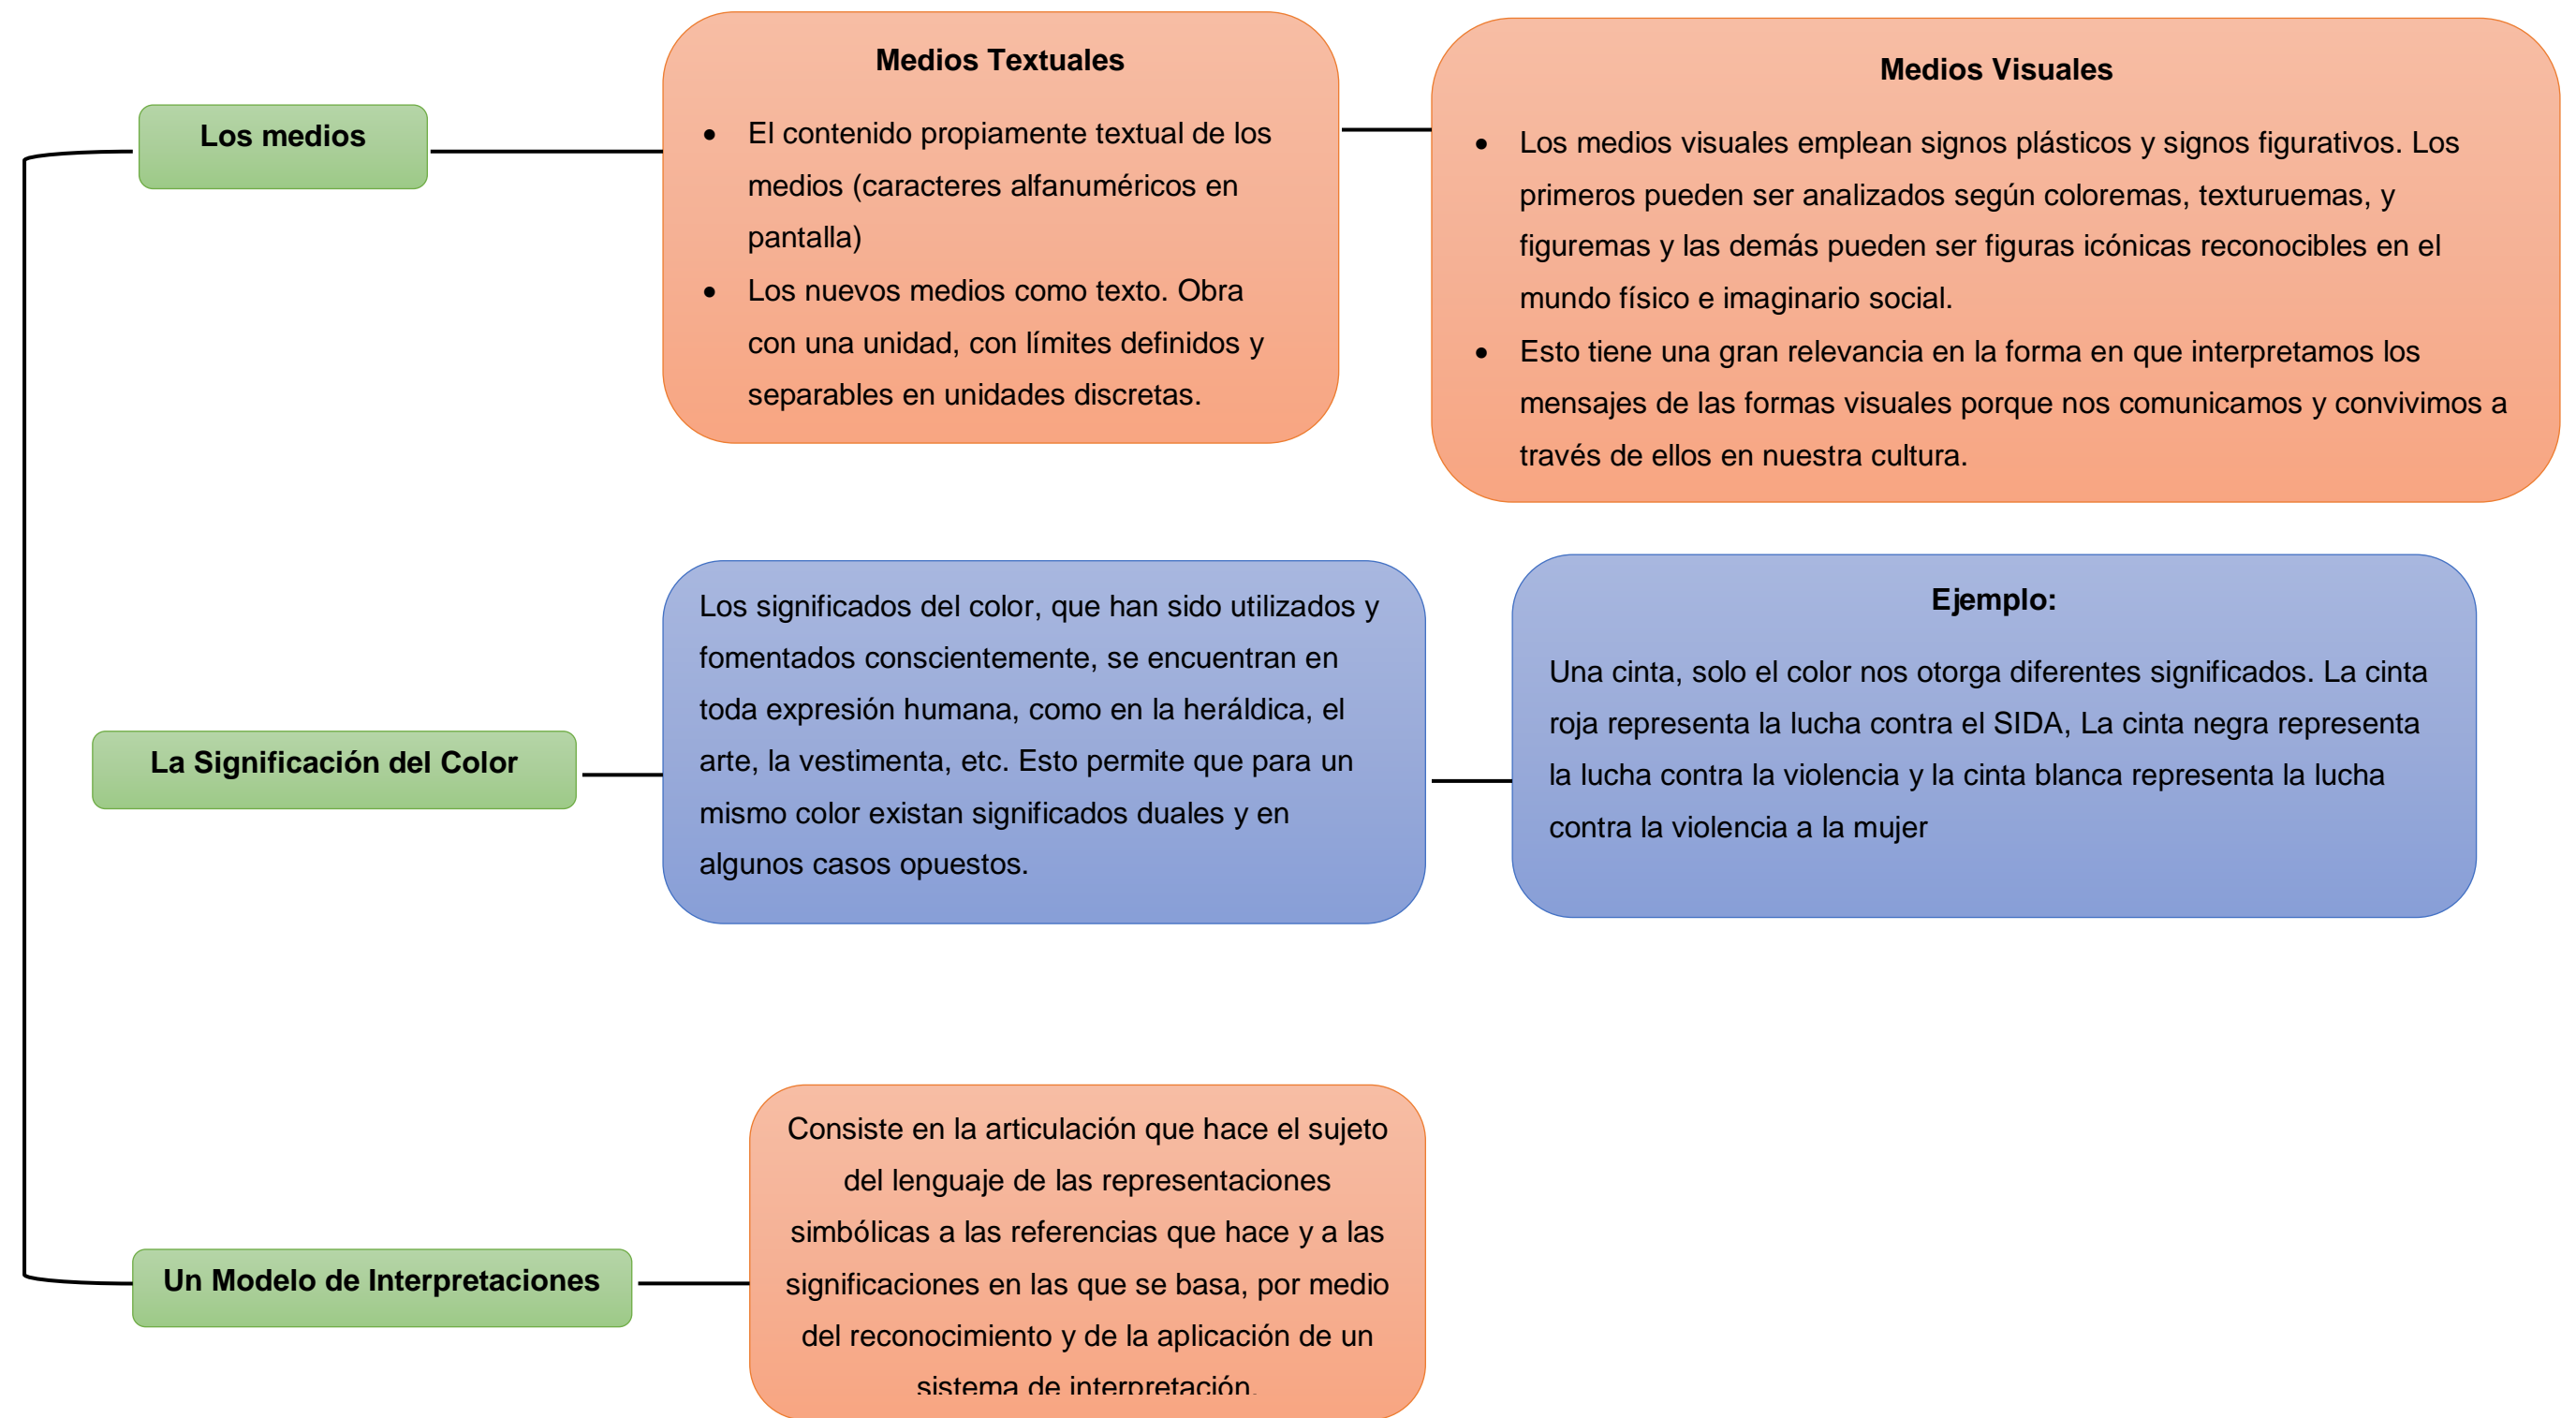 Los medios
Medios Textuales
• El contenido propiamente textual de los
medios (caracteres alfanuméricos en
pantalla)
• Los nuevos medios como texto. Obra
con una unidad, con límites definidos y
separables en unidades discretas.
Medios Visuales
• Los medios visuales emplean signos plásticos y signos figurativos. Los
primeros pueden ser analizados según coloremas, texturuemas, y
figuremas y las demás pueden ser figuras icónicas reconocibles en el
mundo físico e imaginario social.
• Esto tiene una gran relevancia en la forma en que interpretamos los
mensajes de las formas visuales porque nos comunicamos y convivimos a
través de ellos en nuestra cultura.
La Significación del Color
Los significados del color, que han sido utilizados y
fomentados conscientemente, se encuentran en
toda expresión humana, como en la heráldica, el
arte, la vestimenta, etc. Esto permite que para un
mismo color existan significados duales y en
algunos casos opuestos.
Ejemplo:
Una cinta, solo el color nos otorga diferentes significados. La cinta
roja representa la lucha contra el SIDA, La cinta negra representa
la lucha contra la violencia y la cinta blanca representa la lucha
contra la violencia a la mujer
Un Modelo de Interpretaciones
Consiste en la articulación que hace el sujeto
del lenguaje de las representaciones
simbólicas a las referencias que hace y a las
significaciones en las que se basa, por medio
del reconocimiento y de la aplicación de un
sistema de interpretación.